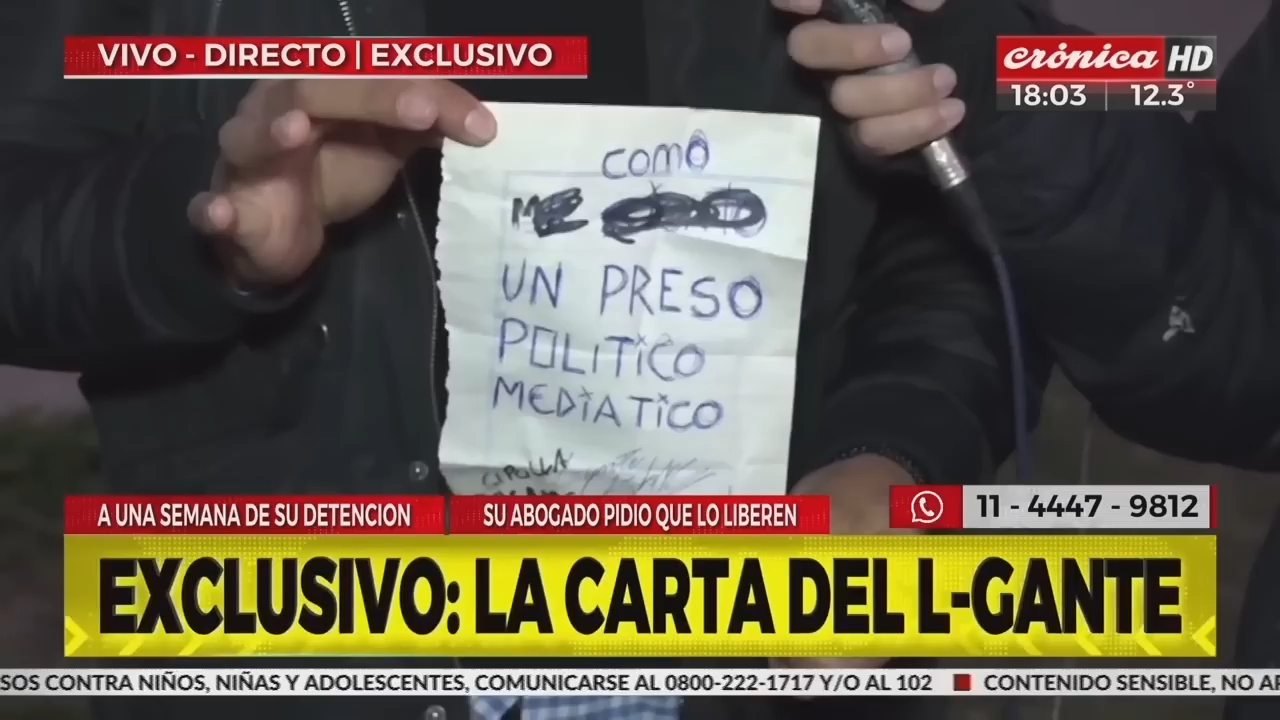 VIVO - DIRECTO | EXCLUSIVO
crónica HD
18:03 | 12.3°
COMO
UN PRESO
POLITICO
MEDIATICO
CIPOLLA
A UNA SEMANA DE SU DETENCION
SU ABOGADO PIDIO QUE LO LIBEREN
11 - 4447 - 9812
EXCLUSIVO: LA CARTA DEL L-GANTE
SOS CONTRA NIÑOS, NIÑAS Y ADOLESCENTES, COMUNICARSE AL 0800-222-1717 Y/O AL 102 ■ CONTENIDO SENSIBLE, NO AP